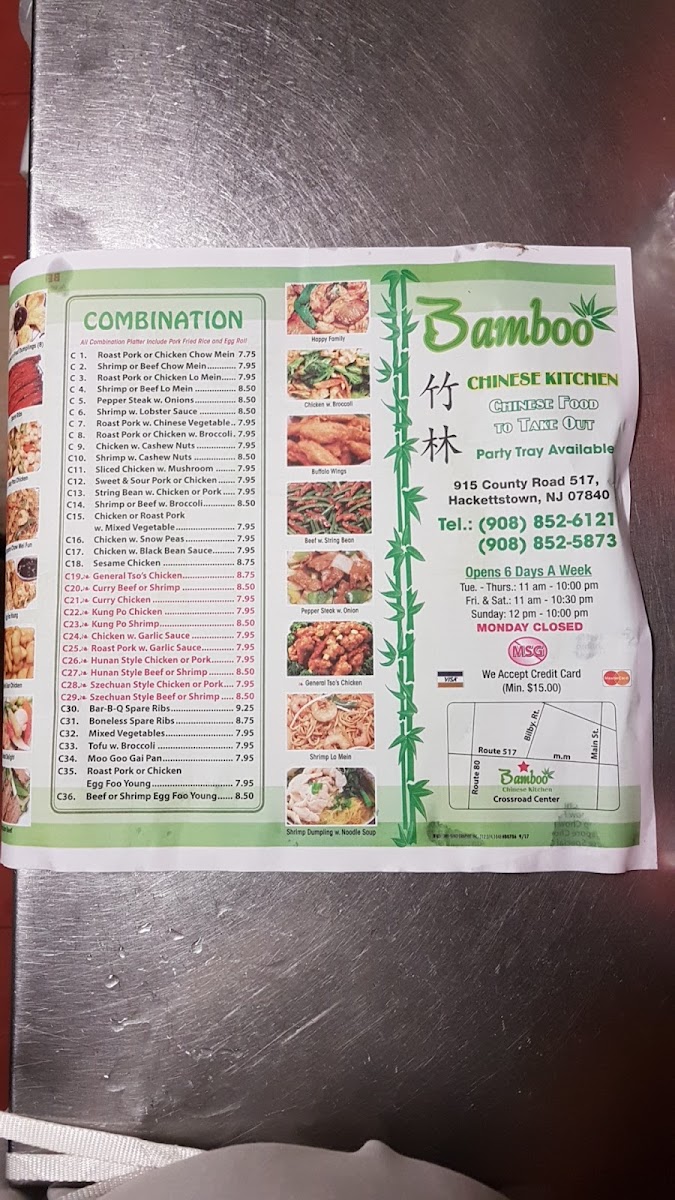 COMBINATION
All Combination Platter Include Pork Fried Rice and Egg Roll
C 1. Roast Pork or Chicken Chow Mein 7.75
C 2. Shrimp or Beef Chow Mein............ 7.95
C 3. Roast Pork or Chicken Lo Mein...... 7.95
C 4. Shrimp or Beef Lo Mein ................ 8.50
C 5. Pepper Steak w. Onions ................ 8.50
C 6. Shrimp w. Lobster Sauce .............. 8.50
C 7. Roast Pork w. Chinese Vegetable.. 7.95
C 8. Roast Pork or Chicken w. Broccoli. 7.95
C 9. Chicken w. Cashew Nuts ............... 7.95
C10. Shrimp w. Cashew Nuts ................ 8.50
C11. Sliced Chicken w. Mushroom ........ 7.95
C12. Sweet & Sour Pork or Chicken ...... 7.95
C13. String Bean w. Chicken or Pork .... 7.95
C14. Shrimp or Beef w. Broccoli............ 8.50
C15. Chicken or Roast Pork
w. Mixed Vegetable....................... 7.95
C16. Chicken w. Snow Peas................... 7.95
C17. Chicken w. Black Bean Sauce........ 7.95
C18. Sesame Chicken ........................... 8.75
C19. General Tso's Chicken................... 8.75
C20. Curry Beef or Shrimp .................... 8.50
C21. Curry Chicken ............................... 7.95
C22. Kung Po Chicken .......................... 7.95
C23. Kung Po Shrimp............................ 8.50
C24. Chicken w. Garlic Sauce ................ 7.95
C25. Roast Pork w. Garlic Sauce............ 7.95
C26. Hunan Style Chicken or Pork......... 7.95
C27. Hunan Style Beef or Shrimp .......... 8.50
C28. Szechuan Style Chicken or Pork.... 7.95
C29. Szechuan Style Beef or Shrimp ..... 8.50
C30. Bar-B-Q Spare Ribs....................... 9.25
C31. Boneless Spare Ribs...................... 8.75
C32. Mixed Vegetables.......................... 7.95
C33. Tofu w. Broccoli ............................ 7.95
C34. Moo Goo Gai Pan.......................... 7.95
C35. Roast Pork or Chicken
Egg Foo Young.............................. 7.95
C36. Beef or Shrimp Egg Foo Young...... 8.50
Happy Family
Chicken w. Broccoli
Buffalo Wings
Beef w. String Bean
Pepper Steak w. Onion
General Tso's Chicken
Shrimp Lo Mein
Shrimp Dumpling w. Noodle Soup
Bamboo
竹林
CHINESE KITCHEN
CHINESE FOOD
TO TAKE OUT
Party Tray Available
915 County Road 517,
Hackettstown, NJ 07840
Tel.: (908) 852-6121
(908) 852-5873
Opens 6 Days A Week
Tue. - Thurs.: 11 am - 10:00 pm
Fri. & Sat.: 11 am - 10:30 pm
Sunday: 12 pm - 10:00 pm
MONDAY CLOSED
MSG
We Accept Credit Card
(Min. $15.00)
VISA
MasterCard
Route 80
Route 517
Bilby. Rt.
m.m
Main St.
Bamboo
Chinese Kitchen
Crossroad Center